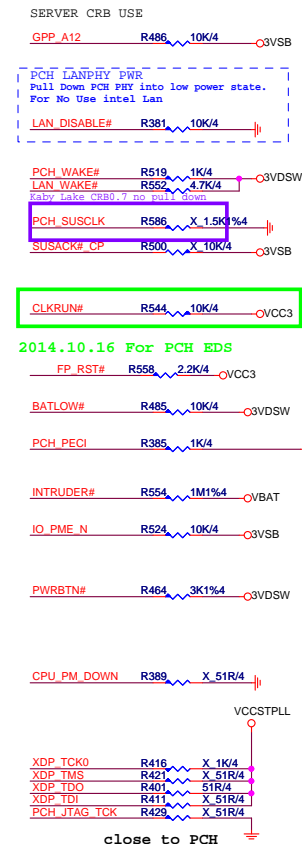 SERVER CRB USE
GPP_A12 R486 10K/4 3VSB
PCH LANPHY PWR
Pull Down PCH PHY into low power state.
For No Use intel Lan
LAN_DISABLE# R381 10K/4
PCH_WAKE# R519 1K/4 3VDSW
LAN_WAKE# R552 4.7K/4
Kaby Lake CRB0.7 no pull down
PCH_SUSCLK R586 X_1.5K1%4
SUSACK#_CP R500 X_10K/4 3VSB
CLKRUN# R544 10K/4 VCC3
2014.10.16 For PCH EDS
FP_RST# R558 2.2K/4 VCC3
BATLOW# R485 10K/4 3VDSW
PCH_PECI R385 1K/4
INTRUDER# R554 1M1%4 VBAT
IO_PME_N R524 10K/4 3VSB
PWRBTN# R464 3K1%4 3VDSW
CPU_PM_DOWN R389 X_51R/4
VCCSTPLL
XDP_TCK0 R416 X_1K/4
XDP_TMS R421 X_51R/4
XDP_TDO R401 51R/4
XDP_TDI R411 X_51R/4
PCH_JTAG_TCK R429 X_51R/4
close to PCH